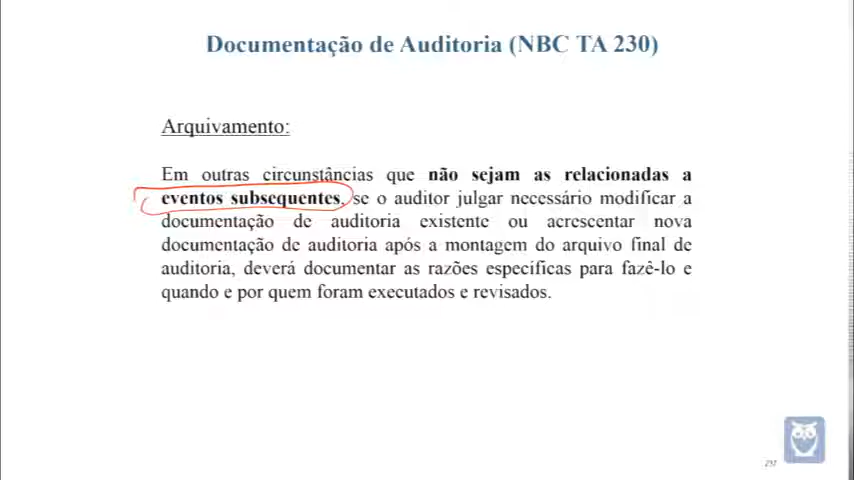 Documentação de Auditoria (NBC TA 230)
Arquivamento:
Em outras circunstâncias que não sejam as relacionadas a
eventos subsequentes, se o auditor julgar necessário modificar a
documentação de auditoria existente ou acrescentar nova
documentação de auditoria após a montagem do arquivo final de
auditoria, deverá documentar as razões específicas para fazê-lo e
quando e por quem foram executados e revisados.